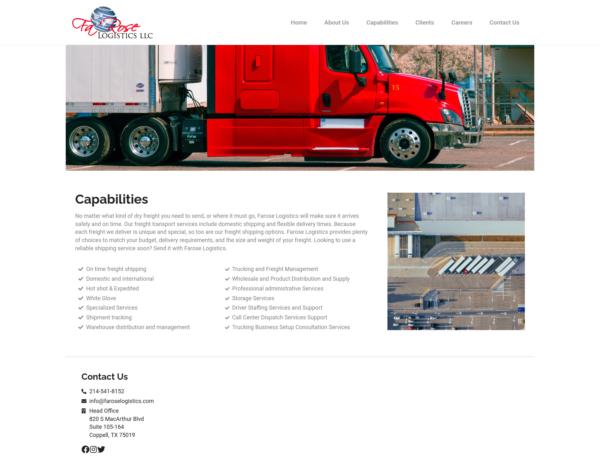 Fa Rose
LOGISTICS LLC
Home
About Us
Capabilities
Clients
Careers
Contact Us
15
Capabilities
No matter what kind of dry freight you need to send, or where it must go, Farose Logistics will make sure it arrives
safely and on time. Our freight transport services include domestic shipping and flexible delivery times. Because
each freight we deliver is unique and special, so too are our freight shipping options. Farose Logistics provides plenty
of choices to match your budget, delivery requirements, and the size and weight of your freight. Looking to use a
reliable shipping service soon? Send it with Farose Logistics.
On time freight shipping
Domestic and international
Hot shot & Expedited
White Glove
Specialized Services
Shipment tracking
Warehouse distribution and management
Trucking and Freight Management
Wholesale and Product Distribution and Supply
Professional administrative Services
Storage Services
Driver Staffing Services and Support
Call Center Dispatch Services Support
Trucking Business Setup Consultation Services
Contact Us
214-541-8152
info@faroselogistics.com
Head Office
820 S MacArthur Blvd
Suite 105-164
Coppell, TX 75019